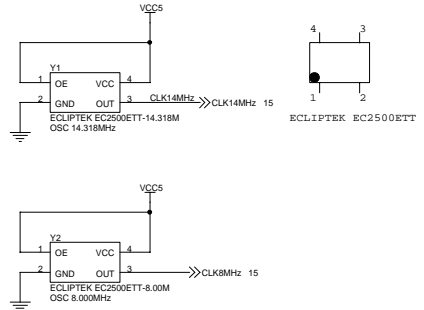 VCC5
4 3
Y1
1 OE VCC 4
2 GND OUT 3 CLK14MHz CLK14MHz 15
1 2
ECLIPTEK EC2500ETT-14.318M
OSC 14.318MHz
ECLIPTEK EC2500ETT
VCC5
Y2
1 OE VCC 4
2 GND OUT 3 CLK8MHz 15
ECLIPTEK EC2500ETT-8.00M
OSC 8.000MHz